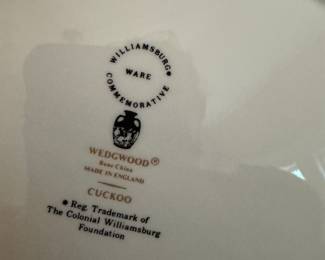 WILLIAMSBURG®
WARE
COMMEMORATIVE
WEDGWOOD®
Bone China
MADE IN ENGLAND
CUCKOO
® Reg. Trademark of
The Colonial Williamsburg
Foundation